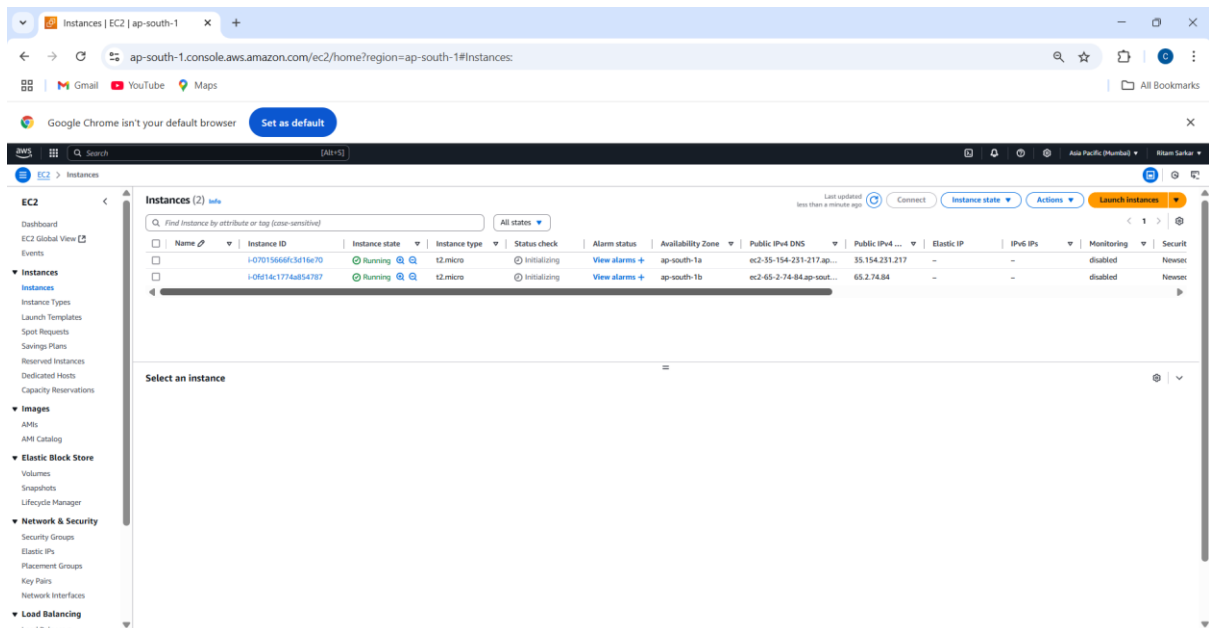 Instances | EC2 | ap-south-1
ap-south-1.console.aws.amazon.com/ec2/home?region=ap-south-1#Instances:
C
Gmail YouTube Maps All Bookmarks
Google Chrome isn't your default browser Set as default
aws Search [Alt+S] Asia Pacific (Mumbai) Ritam Sarkar
EC2 > Instances
EC2
Dashboard
EC2 Global View
Events
Instances
Instances
Instance Types
Launch Templates
Spot Requests
Savings Plans
Reserved Instances
Dedicated Hosts
Capacity Reservations
Images
AMIs
AMI Catalog
Elastic Block Store
Volumes
Snapshots
Lifecycle Manager
Network & Security
Security Groups
Elastic IPs
Placement Groups
Key Pairs
Network Interfaces
Load Balancing
Instances (2) Info
Last updated
less than a minute ago
Connect Instance state Actions Launch instances
Find Instance by attribute or tag (case-sensitive) All states
1
Name Instance ID Instance state Instance type Status check Alarm status Availability Zone Public IPv4 DNS Public IPv4 ... Elastic IP IPv6 IPs Monitoring Securit
i-07015666fc3d16e70 Running t2.micro Initializing View alarms + ap-south-1a ec2-35-154-231-217.ap... 35.154.231.217 – – disabled Newsec
i-0fd14c1774a854787 Running t2.micro Initializing View alarms + ap-south-1b ec2-65-2-74-84.ap-sout... 65.2.74.84 – – disabled Newsec
Select an instance